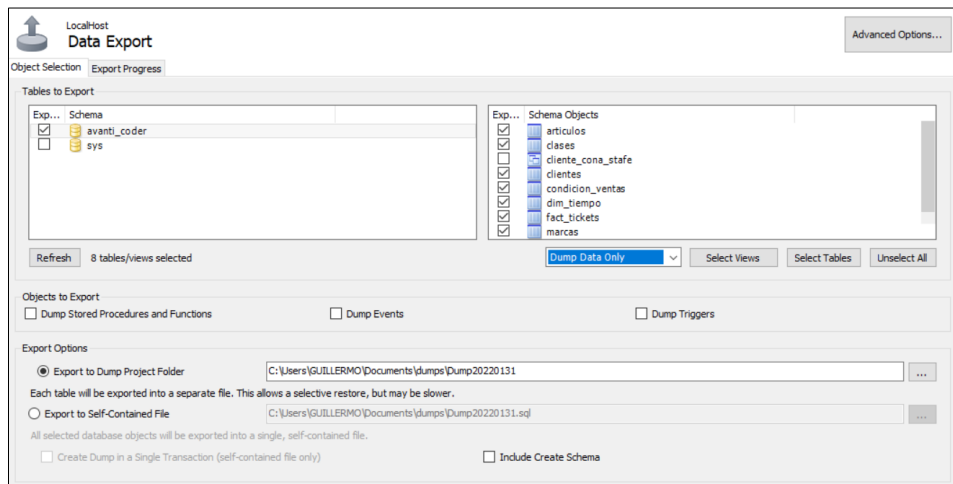 LocalHost
Data Export
Advanced Options...
Object Selection
Export Progress
Tables to Export
Exp... Schema
avanti_coder
sys
Exp... Schema Objects
articulos
clases
cliente_cona_stafe
clientes
condicion_ventas
dim_tiempo
fact_tickets
marcas
Refresh
8 tables/views selected
Dump Data Only
Select Views
Select Tables
Unselect All
Objects to Export
Dump Stored Procedures and Functions
Dump Events
Dump Triggers
Export Options
Export to Dump Project Folder
C:\Users\GUILLERMO\Documents\dumps\Dump20220131
...
Each table will be exported into a separate file. This allows a selective restore, but may be slower.
Export to Self-Contained File
C:\Users\GUILLERMO\Documents\dumps\Dump20220131.sql
...
All selected database objects will be exported into a single, self-contained file.
Create Dump in a Single Transaction (self-contained file only)
Include Create Schema